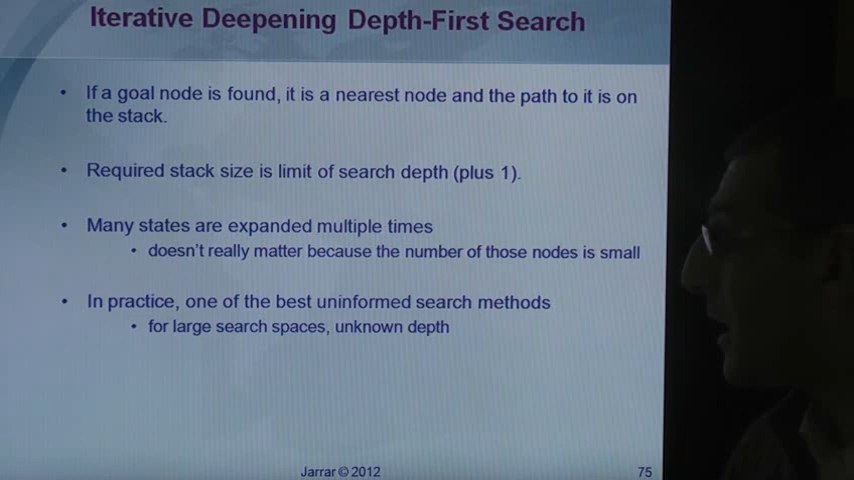 Iterative Deepening Depth-First Search
• If a goal node is found, it is a nearest node and the path to it is on
the stack.
• Required stack size is limit of search depth (plus 1).
• Many states are expanded multiple times
• doesn't really matter because the number of those nodes is small
• In practice, one of the best uninformed search methods
• for large search spaces, unknown depth
Jarrar © 2012
75